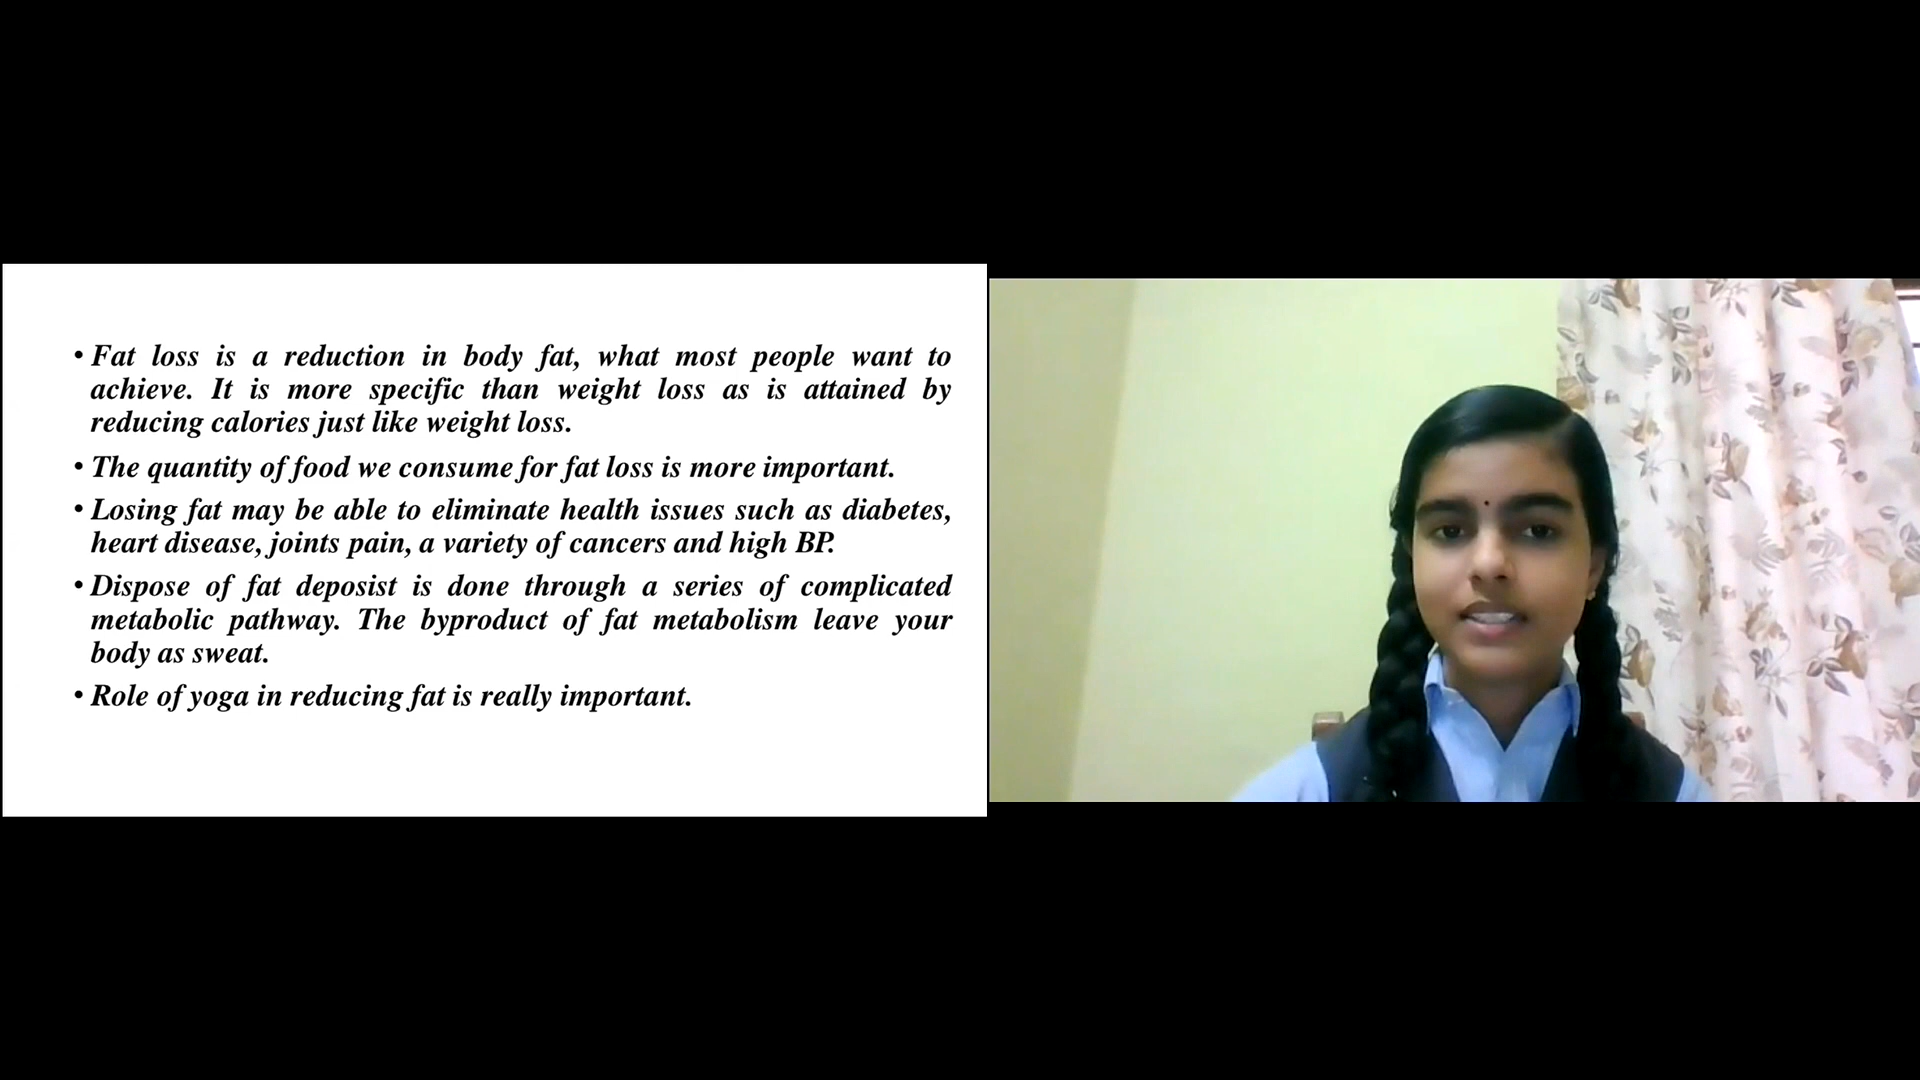 • Fat loss is a reduction in body fat, what most people want to
achieve. It is more specific than weight loss as is attained by
reducing calories just like weight loss.
• The quantity of food we consume for fat loss is more important.
• Losing fat may be able to eliminate health issues such as diabetes,
heart disease, joints pain, a variety of cancers and high BP.
• Dispose of fat deposist is done through a series of complicated
metabolic pathway. The byproduct of fat metabolism leave your
body as sweat.
• Role of yoga in reducing fat is really important.